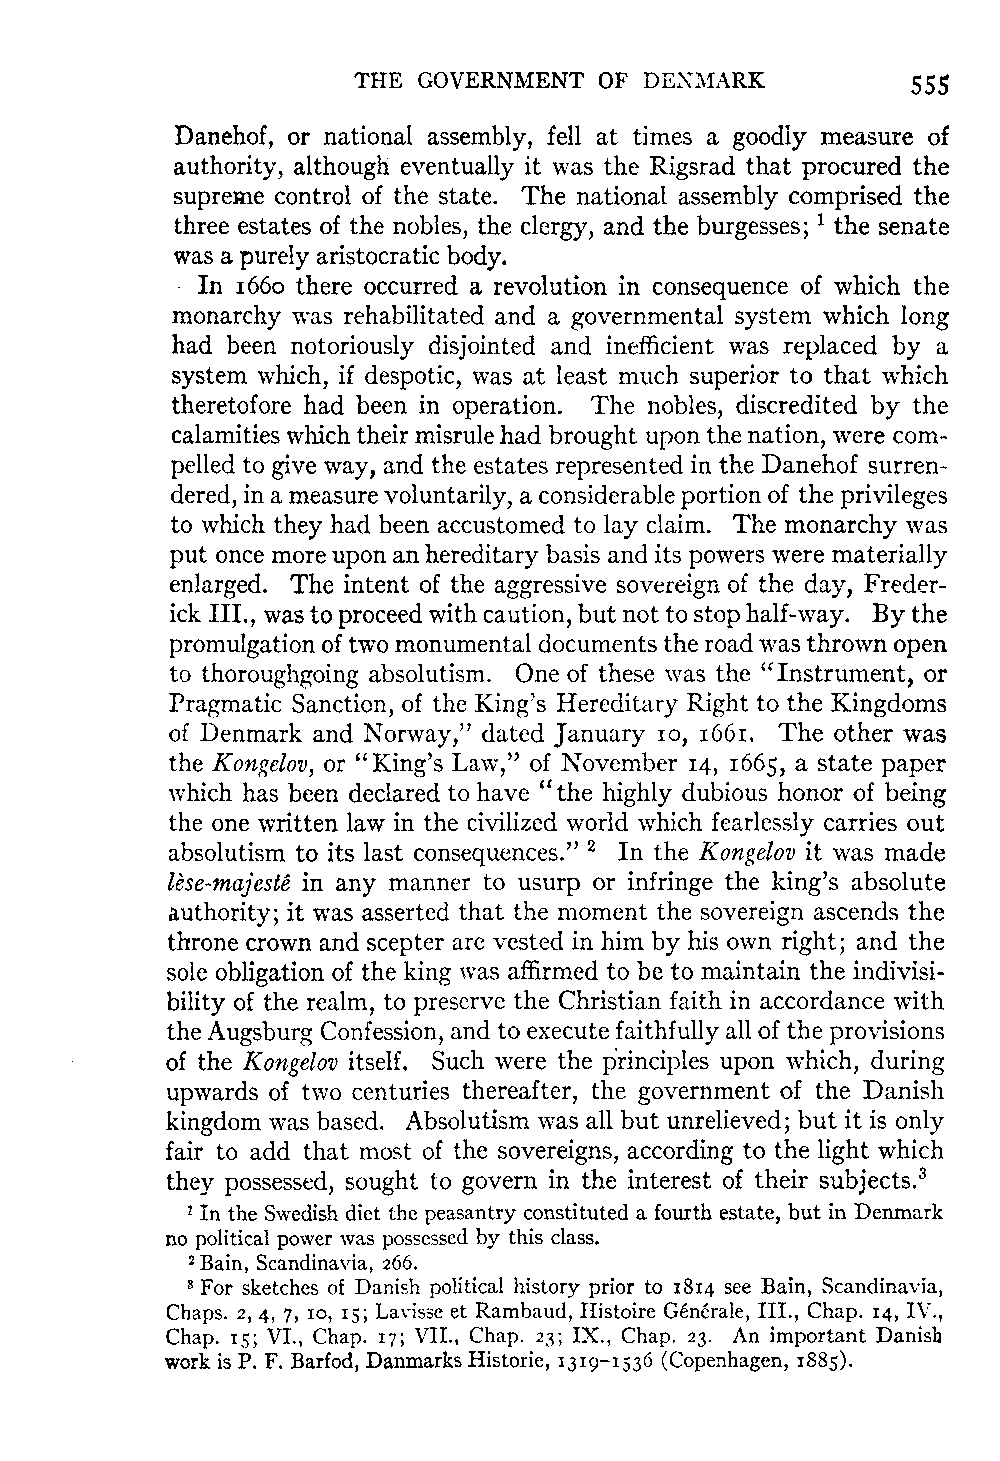 THE GOVERNMENT OF DENMARK 555
Danehof, or national assembly, fell at times a goodly measure of
authority, although eventually it was the Rigsrad that procured the
supreme control of the state. The national assembly comprised the
three estates of the nobles, the clergy, and the burgesses; ¹ the senate
was a purely aristocratic body.
In 1660 there occurred a revolution in consequence of which the
monarchy was rehabilitated and a governmental system which long
had been notoriously disjointed and inefficient was replaced by a
system which, if despotic, was at least much superior to that which
theretofore had been in operation. The nobles, discredited by the
calamities which their misrule had brought upon the nation, were com-
pelled to give way, and the estates represented in the Danehof surren-
dered, in a measure voluntarily, a considerable portion of the privileges
to which they had been accustomed to lay claim. The monarchy was
put once more upon an hereditary basis and its powers were materially
enlarged. The intent of the aggressive sovereign of the day, Freder-
ick III., was to proceed with caution, but not to stop half-way. By the
promulgation of two monumental documents the road was thrown open
to thoroughgoing absolutism. One of these was the "Instrument, or
Pragmatic Sanction, of the King's Hereditary Right to the Kingdoms
of Denmark and Norway," dated January 10, 1661. The other was
the Kongelov, or "King's Law," of November 14, 1665, a state paper
which has been declared to have "the highly dubious honor of being
the one written law in the civilized world which fearlessly carries out
absolutism to its last consequences." ² In the Kongelov it was made
lèse-majesté in any manner to usurp or infringe the king's absolute
authority; it was asserted that the moment the sovereign ascends the
throne crown and scepter are vested in him by his own right; and the
sole obligation of the king was affirmed to be to maintain the indivisi-
bility of the realm, to preserve the Christian faith in accordance with
the Augsburg Confession, and to execute faithfully all of the provisions
of the Kongelov itself. Such were the principles upon which, during
upwards of two centuries thereafter, the government of the Danish
kingdom was based. Absolutism was all but unrelieved; but it is only
fair to add that most of the sovereigns, according to the light which
they possessed, sought to govern in the interest of their subjects.³
¹ In the Swedish diet the peasantry constituted a fourth estate, but in Denmark
no political power was possessed by this class.
² Bain, Scandinavia, 266.
³ For sketches of Danish political history prior to 1814 see Bain, Scandinavia,
Chaps. 2, 4, 7, 10, 15; Lavisse et Rambaud, Histoire Générale, III., Chap. 14, IV.,
Chap. 15; VI., Chap. 17; VII., Chap. 23; IX., Chap. 23. An important Danish
work is P. F. Barfod, Danmarks Historie, 1319-1536 (Copenhagen, 1885).